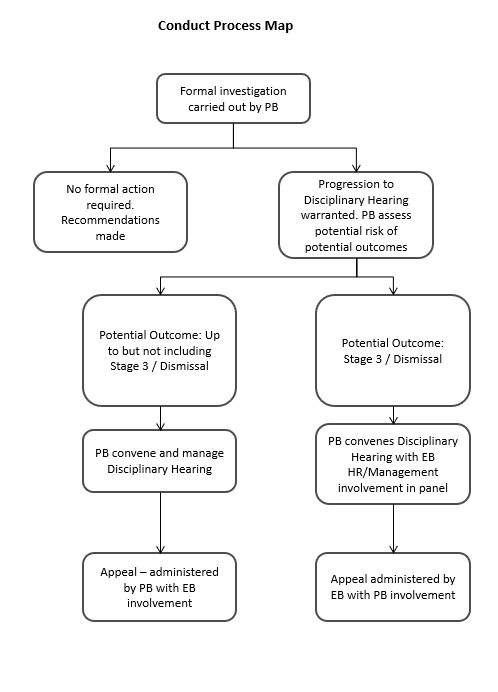 Conduct Process Map
Formal investigation
carried out by PB
No formal action
required.
Recommendations
made
Progression to
Disciplinary Hearing
warranted. PB assess
potential risk of
potential outcomes
Potential Outcome: Up
to but not including
Stage 3 / Dismissal
Potential Outcome:
Stage 3 / Dismissal
PB convene and manage
Disciplinary Hearing
PB convenes Disciplinary
Hearing with EB
HR/Management
involvement in panel
Appeal – administered
by PB with EB
involvement
Appeal administered by
EB with PB involvement